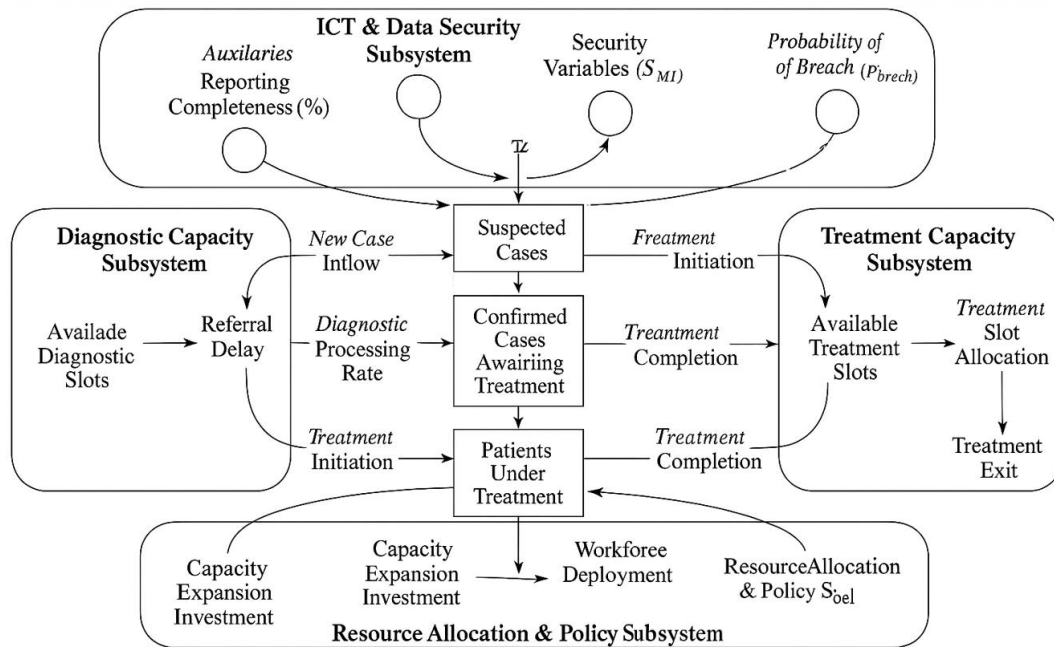 ICT & Data Security
Subsystem
Auxilaries
Reporting
Completeness (%)
Security
Variables (S_MI)
Probability of
of Breach (P_brech)
Diagnostic Capacity
Subsystem
New Case
Intlow
Suspected
Cases
Freatment
Initiation
Treatment Capacity
Subsystem
Availade
Diagnostic
Slots
Referral
Delay
Diagnostic
Processing
Rate
Confirmed
Cases
Awairiing
Treatment
Treantment
Completion
Available
Treatment
Slots
Treatment
Slot
Allocation
Treatment
Initiation
Patients
Under
Treatment
Treatment
Completion
Treatment
Exit
Capacity
Expansion
Investment
Capacity
Expansion
Investment
Workforee
Deployment
ResourceAllocation
& Policy
Resource Allocation & Policy Subsystem